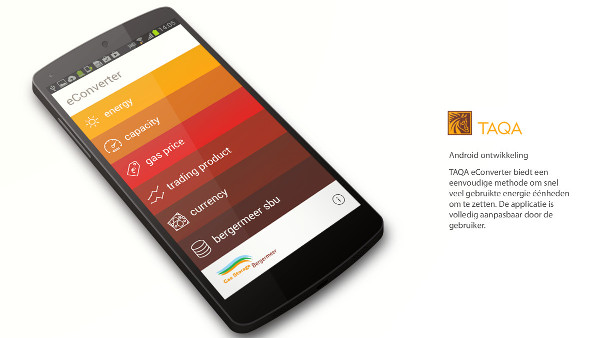 14:05
eConverter
energy
capacity
gas price
trading product
currency
bergermeer sbu
Gas Storage Bergermeer
TAQA
Android ontwikkeling
TAQA eConverter biedt een
eenvoudige methode om snel
veel gebruikte energie éénheden
om te zetten. De applicatie is
volledig aanpasbaar door de
gebruiker.